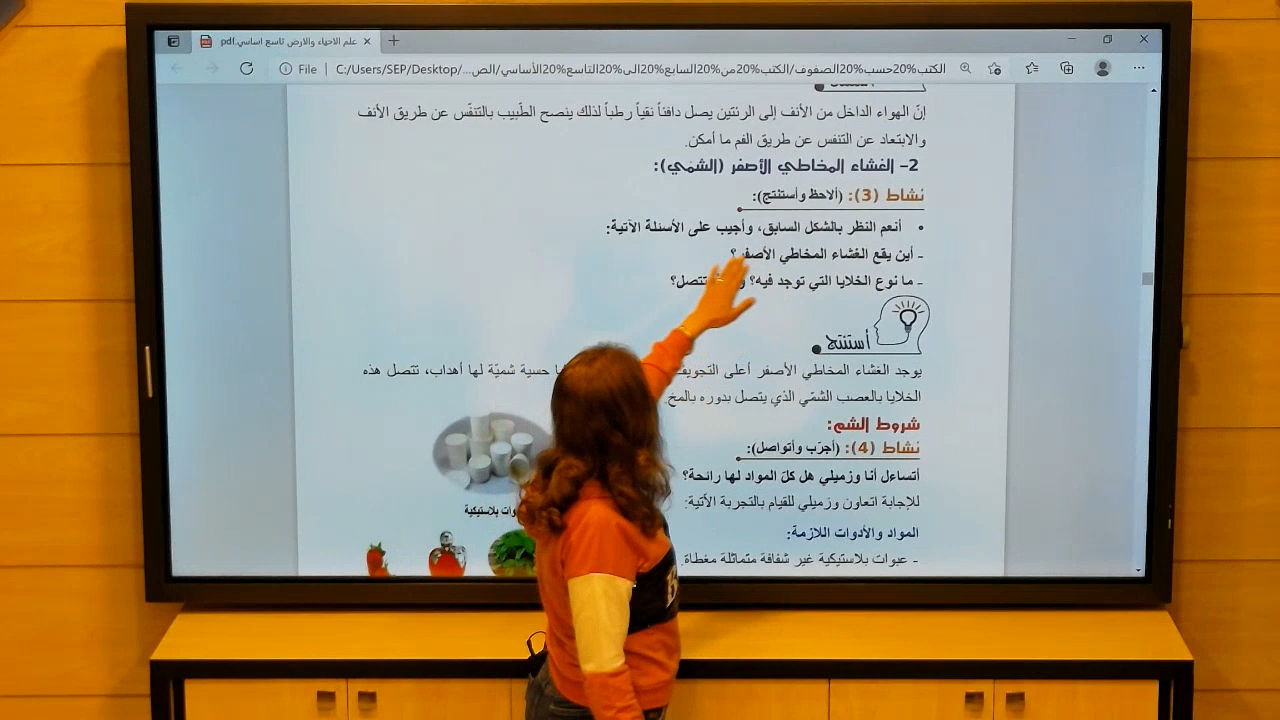 علم الاحياء والارض تاسع اساسي.pdf
File
C:/Users/SEP/Desktop/...الكتب%20حسب%20الصفوف/الكتب%20من%20السابع%20الى%20التاسع%20الأساسي/الص
إنّ الهواء الداخل من الأنف إلى الرئتين يصل دافئاً نقياً رطباً لذلك ينصح الطّبيب بالتنفّس عن طريق الأنف
والابتعاد عن التنفس عن طريق الفم ما أمكن.
2- الغشاء المخاطي الأصفر (الشمّي):
نشاط (3): (ألاحظ وأستنتج):
• أنعم النظر بالشكل السابق، وأجيب على الأسئلة الآتية:
- أين يقع الغشاء المخاطي الأصفر؟
- ما نوع الخلايا التي توجد فيه؟ تتصل؟
أستنتج
يوجد الغشاء المخاطي الأصفر أعلى التجويف حسية شميّة لها أهداب، تتصل هذه
الخلايا بالعصب الشمّي الذي يتصل بدوره بالمخ.
شروط الشم:
نشاط (4): (أجرّب وأتواصل):
أتساءل أنا وزميلي هل كلّ المواد لها رائحة؟
للإجابة اتعاون وزميلي للقيام بالتجربة الأتية:
بلاستيكية
المواد والأدوات اللازمة:
- عبوات بلاستيكية غير شفافة متماثلة مغطاة.